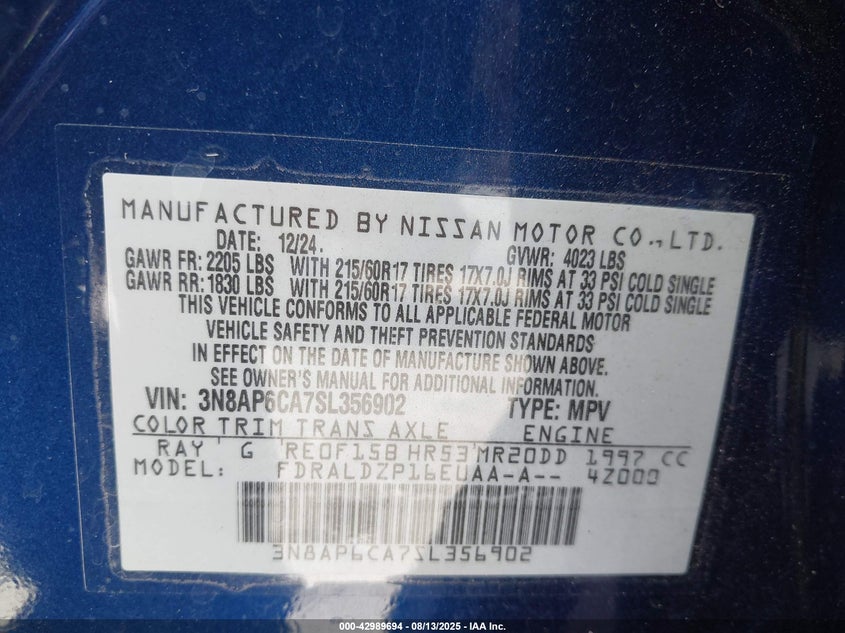 MANUFACTURED BY NISSAN MOTOR CO., LTD.
DATE: 12/24. GVWR: 4023 LBS
GAWR FR: 2205 LBS WITH 215/60R17 TIRES 17X7.0J RIMS AT 33 PSI COLD SINGLE
GAWR RR: 1830 LBS WITH 215/60R17 TIRES 17X7.0J RIMS AT 33 PSI COLD SINGLE
THIS VEHICLE CONFORMS TO ALL APPLICABLE FEDERAL MOTOR
VEHICLE SAFETY AND THEFT PREVENTION STANDARDS
IN EFFECT ON THE DATE OF MANUFACTURE SHOWN ABOVE.
SEE OWNER'S MANUAL FOR ADDITIONAL INFORMATION
VIN: 3N8AP6CA7SL356902 TYPE: MPV
COLOR TRIM TRANS AXLE ENGINE
RAY G RE0F15B HR53 MR20DD 1997 CC
MODEL: FDRALDZP16EUAA-A-- 4Z000
3N8AP6CA7SL356902
000-42989694 - 08/13/2025 - IAA Inc.